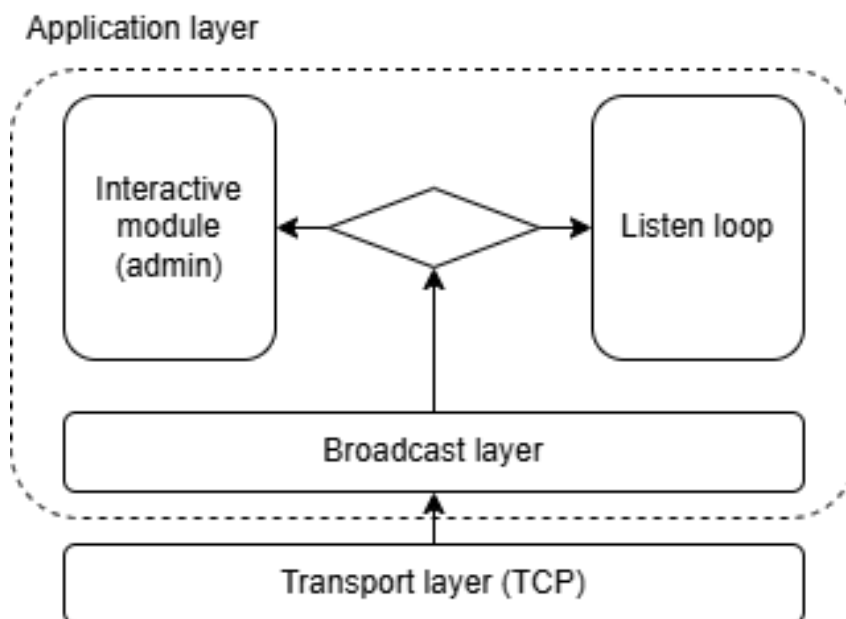 Application layer
Interactive
module
(admin)
Listen loop
Broadcast layer
Transport layer (TCP)